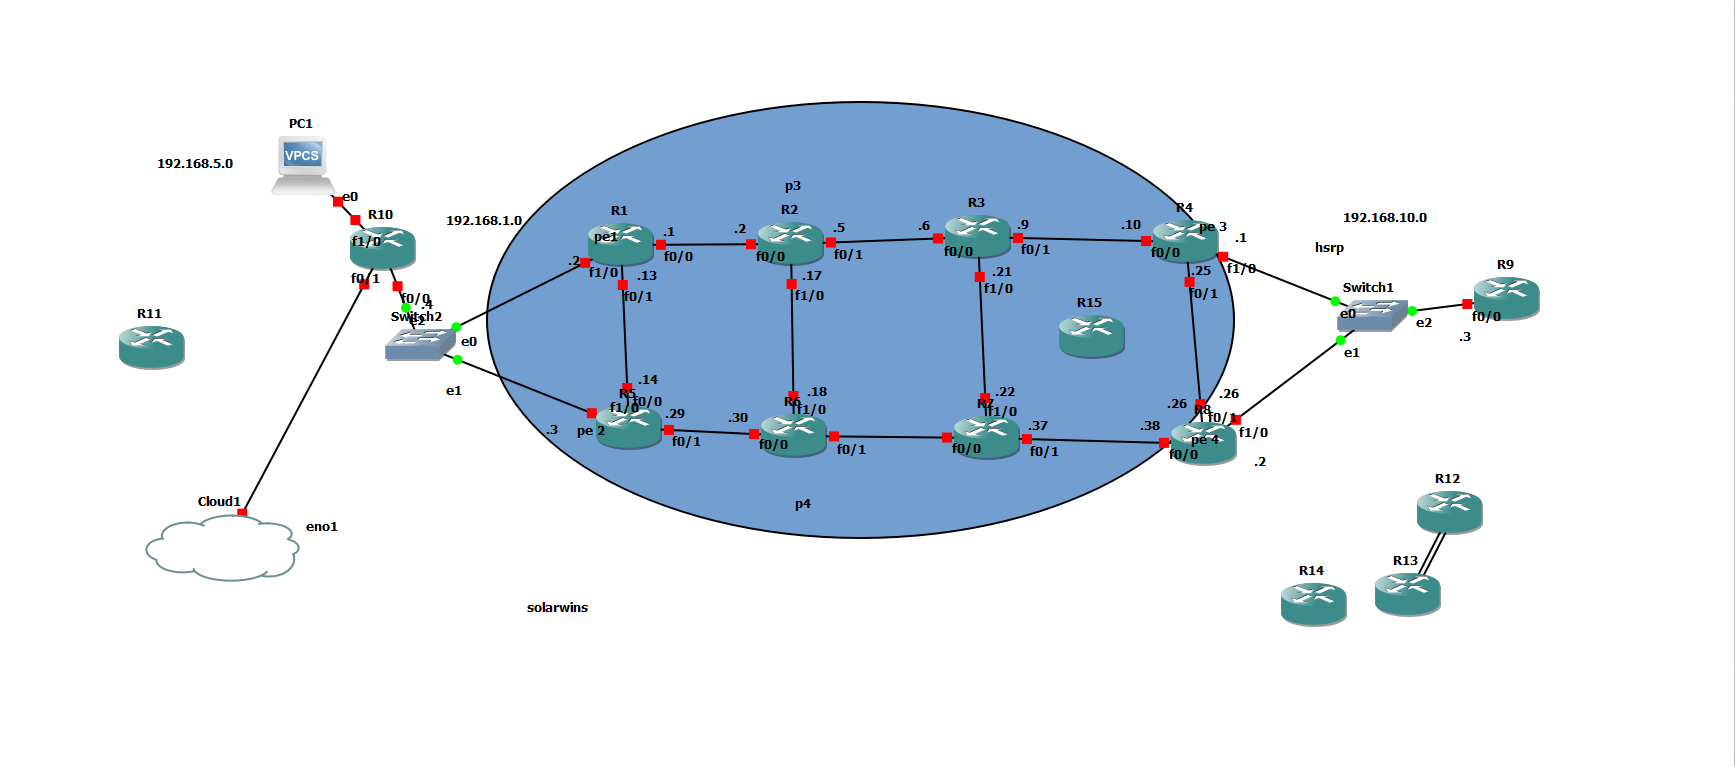 PC1
VPCS
192.168.5.0
e0
R10
f1/0
f0/1
f0/0
.4
e2
Switch2
e0
e1
R11
Cloud1
eno1
solarwins
192.168.1.0
R1
pe1
.1
f0/0
.2
f1/0
.13
f0/1
p3
R2
.2
f0/0
.5
f0/1
.17
f1/0
R3
.6
f0/0
.9
f0/1
.21
f1/0
R4
pe 3
.10
f0/0
.1
f1/0
.25
f0/1
R15
192.168.10.0
hsrp
Switch1
e0
e1
e2
R9
f0/0
.3
.14
R5
f1/0
f0/0
.29
f0/1
.3
pe 2
.30
R6
.18
f1/0
f0/0
f0/1
p4
R7
.22
f1/0
f0/0
.37
f0/1
.38
.26
.26
R8
f0/1
f1/0
pe 4
f0/0
.2
R12
R13
R14